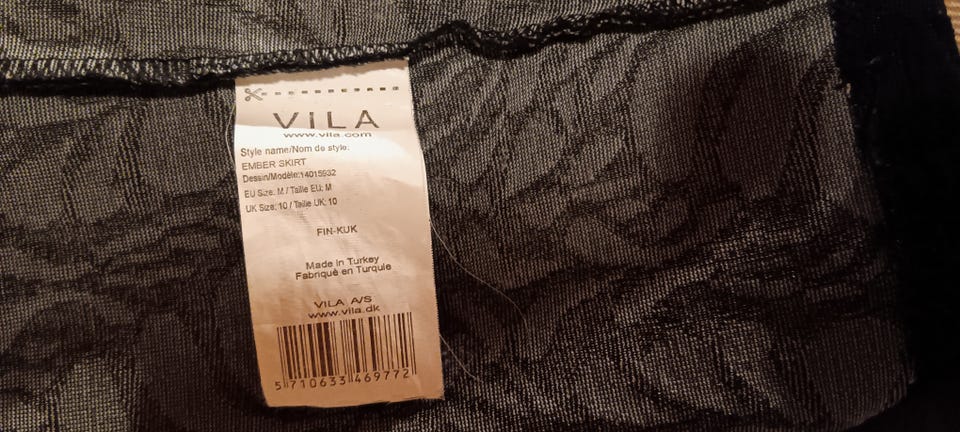 VILA
www.vila.com
Style name/Nom de style:
EMBER SKIRT
Dessin/Modèle:14015932
EU Size: M / Taille EU: M
UK Size: 10 / Taille UK: 10
FIN-KUK
Made in Turkey
Fabriqué en Turquie
VILA A/S
www.vila.dk
5 710633 469772